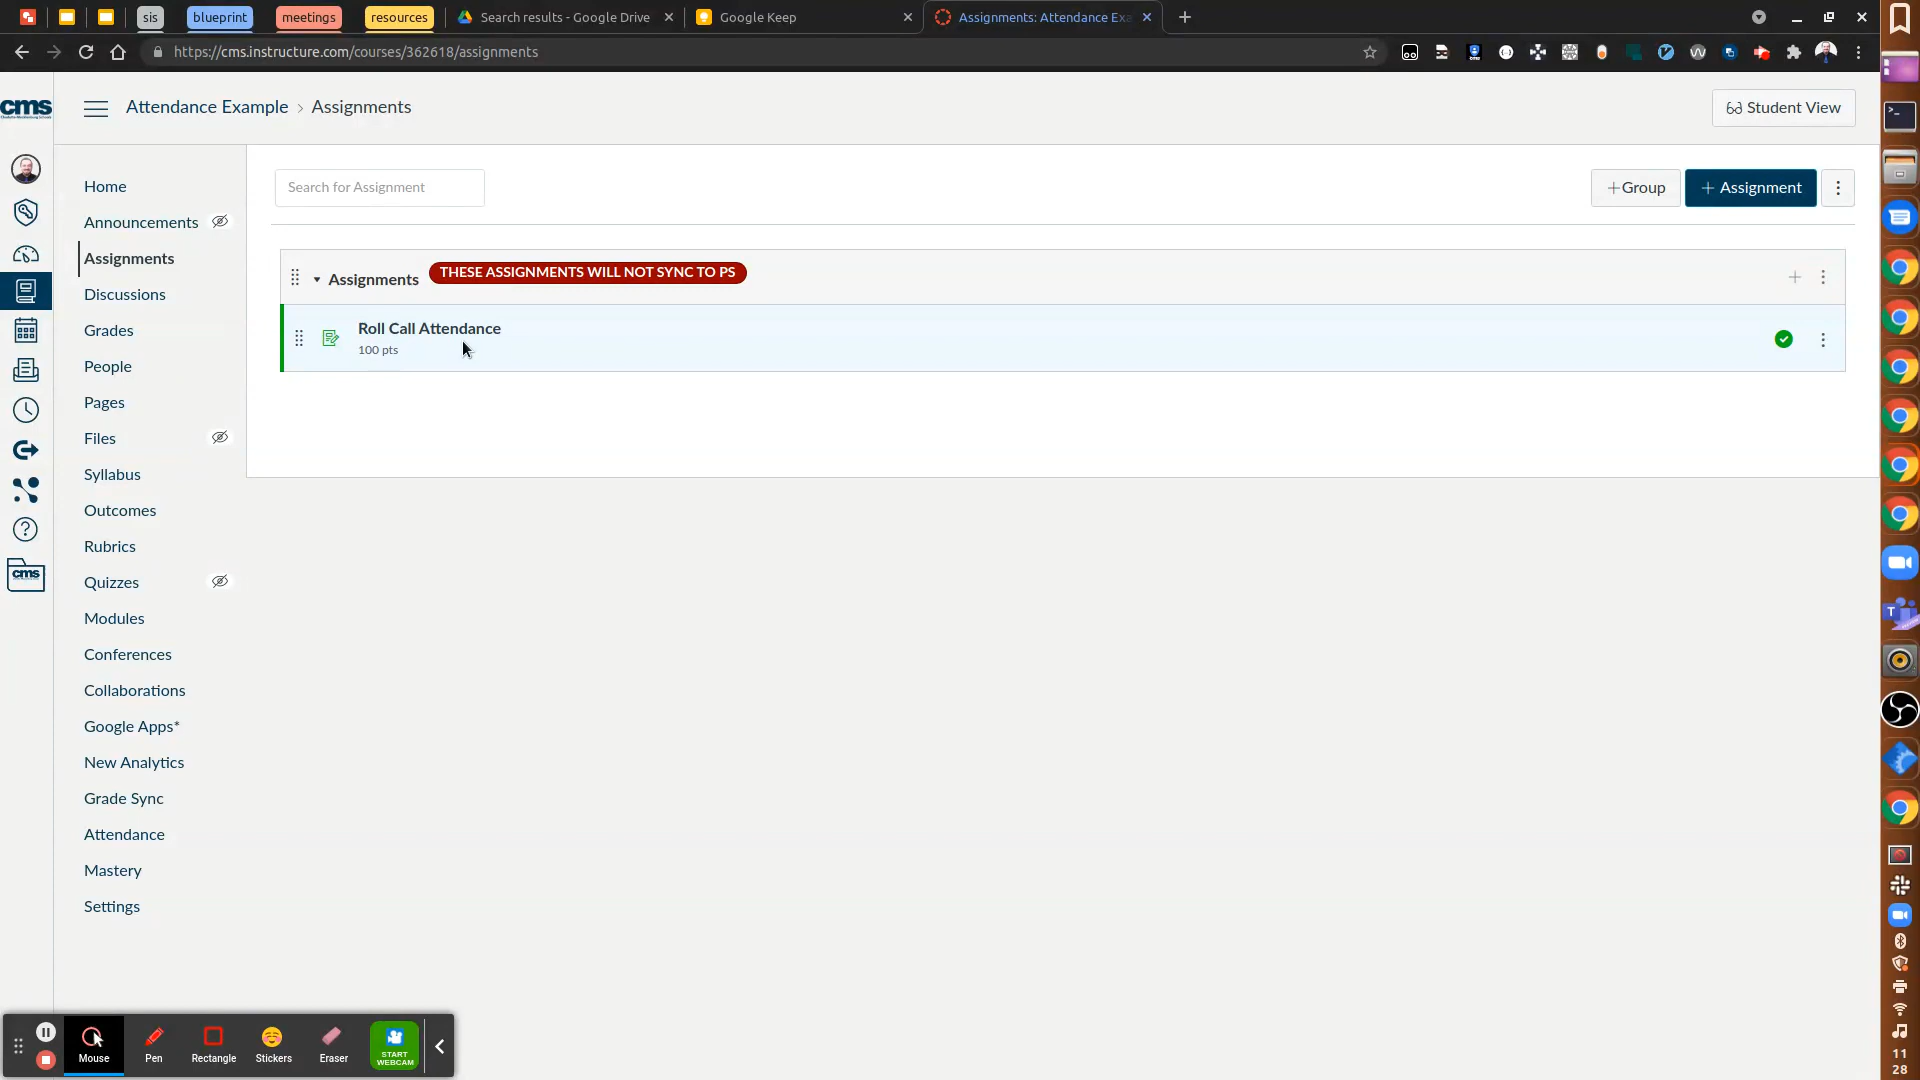 sis
blueprint
meetings
resources
Search results - Google Drive
Google Keep
Assignments: Attendance Exa
https://cms.instructure.com/courses/362618/assignments
cms
Attendance Example › Assignments
Student View
Home
Announcements
Assignments
Discussions
Grades
People
Pages
Files
Syllabus
Outcomes
Rubrics
Quizzes
Modules
Conferences
Collaborations
Google Apps*
New Analytics
Grade Sync
Attendance
Mastery
Settings
cms
Search for Assignment
+Group
+ Assignment
Assignments
THESE ASSIGNMENTS WILL NOT SYNC TO PS
Roll Call Attendance
100 pts
Mouse
Pen
Rectangle
Stickers
Eraser
START
WEBCAM
11
28